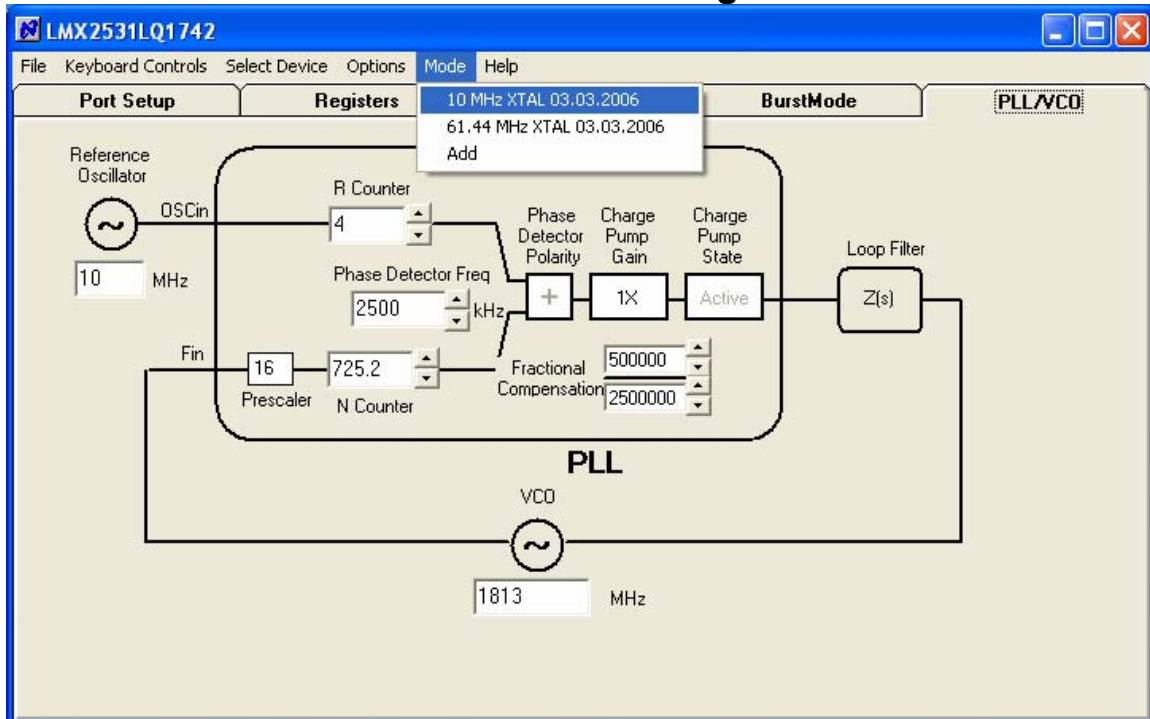 LMX2531LQ1742
File Keyboard Controls Select Device Options Mode Help
Port Setup Registers BurstMode PLL/VCO
10 MHz XTAL 03.03.2006
61.44 MHz XTAL 03.03.2006
Add
Reference
Oscillator
OSCin
10 MHz
R Counter
4
Phase Detector Freq
2500 kHz
Fin
16
Prescaler
725.2
N Counter
Phase
Detector
Polarity
+
Charge
Pump
Gain
1X
Charge
Pump
State
Active
Fractional
Compensation
500000
2500000
Loop Filter
Z(s)
PLL
VCO
1813 MHz